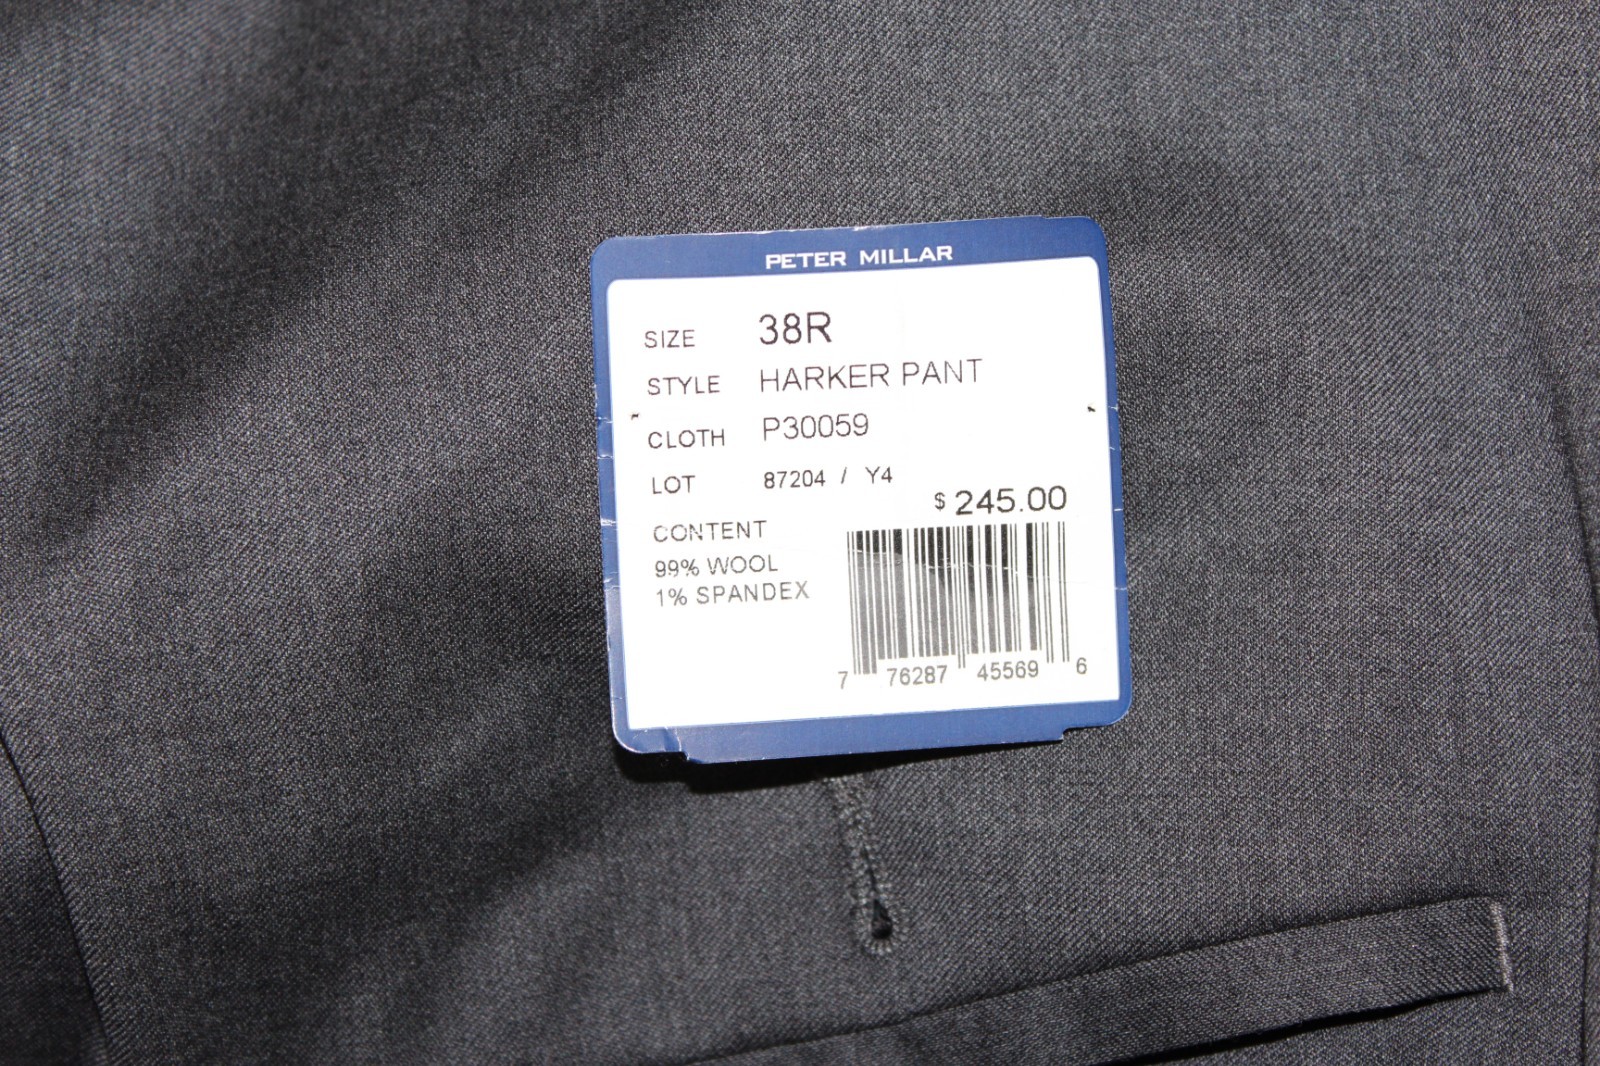 PETER MILLAR
SIZE 38R
STYLE HARKER PANT
CLOTH P30059
LOT 87204 / Y4
$ 245.00
CONTENT
99% WOOL
1% SPANDEX
7 76287 45569 6